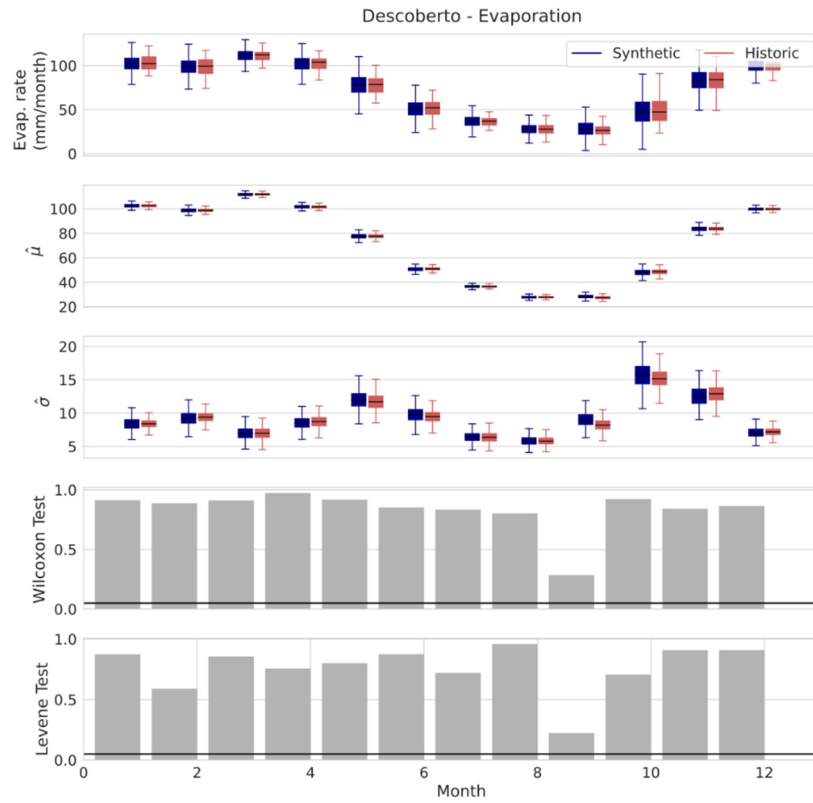 Descoberto - Evaporation
Synthetic Historic
Evap. rate
(mm/month)
100
50
0
μ̂
100
80
60
40
20
σ̂
20
15
10
5
Wilcoxon Test
1.0
0.5
0.0
Levene Test
1.0
0.5
0.0
0 2 4 6 8 10 12
Month